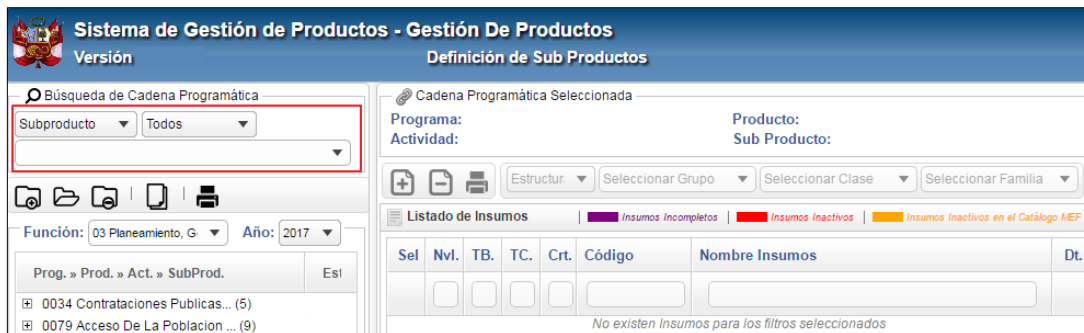 Sistema de Gestión de Productos - Gestión De Productos
Versión Definición de Sub Productos
Búsqueda de Cadena Programática
Subproducto Todos
Función: 03 Planeamiento, G Año: 2017
Prog. » Prod. » Act. » SubProd. Est
0034 Contrataciones Publicas... (5)
0079 Acceso De La Poblacion ... (9)
Cadena Programática Seleccionada
Programa: Producto:
Actividad: Sub Producto:
Estructur Seleccionar Grupo Seleccionar Clase Seleccionar Familia
Listado de Insumos | Insumos Incompletos | Insumos Inactivos | Insumos Inactivos en el Catálogo MEF
Sel Nvl. TB. TC. Crt. Código Nombre Insumos Dt.
No existen Insumos para los filtros seleccionados